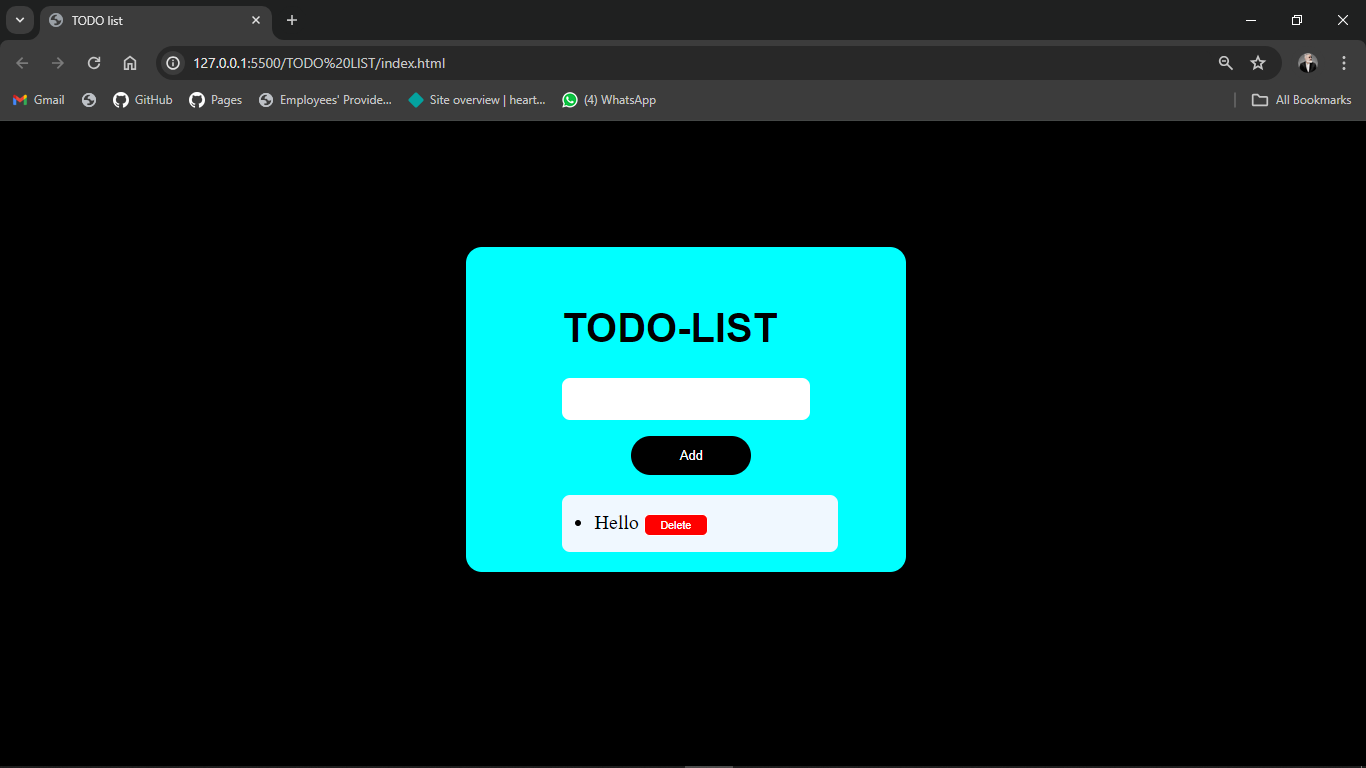 TODO list
127.0.0.1:5500/TODO%20LIST/index.html
Gmail GitHub Pages Employees' Provide... Site overview | heart... (4) WhatsApp All Bookmarks
TODO-LIST
Add
Hello Delete